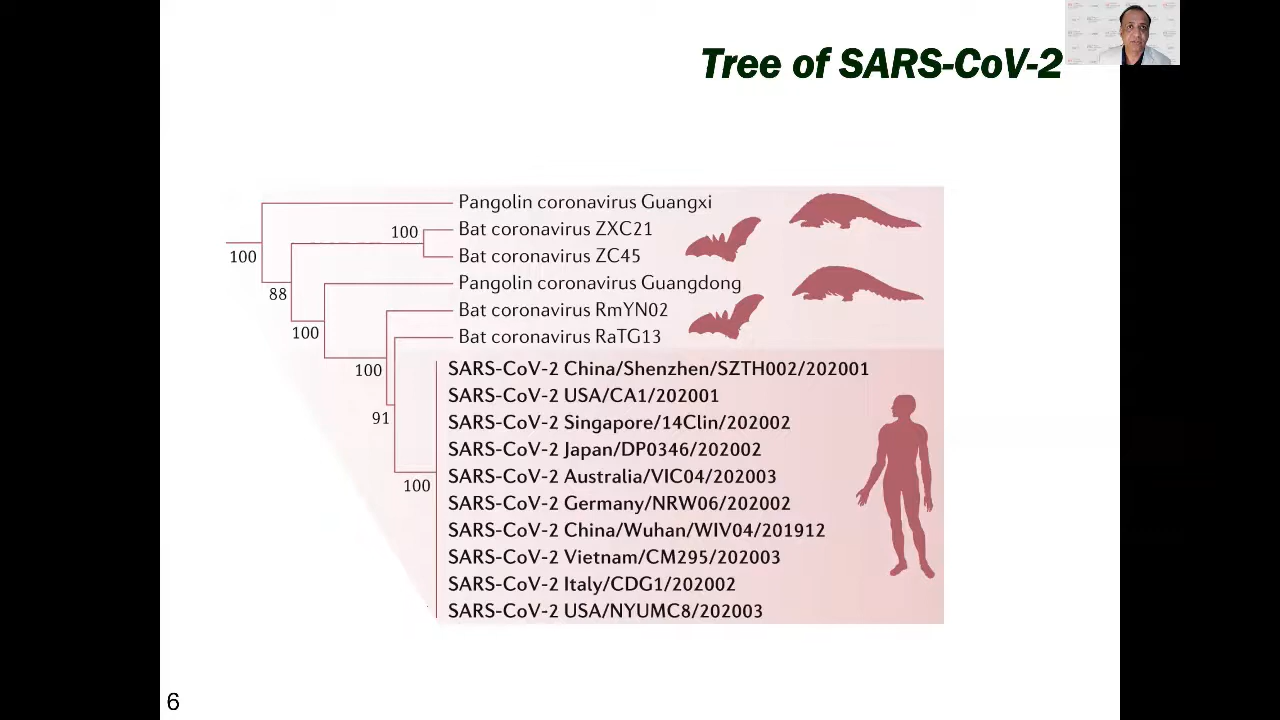 Tree of SARS-CoV-2
Pangolin coronavirus Guangxi
100 Bat coronavirus ZXC21
100 Bat coronavirus ZC45
88 Pangolin coronavirus Guangdong
100 Bat coronavirus RmYN02
Bat coronavirus RaTG13
100 SARS-CoV-2 China/Shenzhen/SZTH002/202001
SARS-CoV-2 USA/CA1/202001
91 SARS-CoV-2 Singapore/14Clin/202002
SARS-CoV-2 Japan/DP0346/202002
100 SARS-CoV-2 Australia/VIC04/202003
SARS-CoV-2 Germany/NRW06/202002
SARS-CoV-2 China/Wuhan/WIV04/201912
SARS-CoV-2 Vietnam/CM295/202003
SARS-CoV-2 Italy/CDG1/202002
SARS-CoV-2 USA/NYUMC8/202003
6